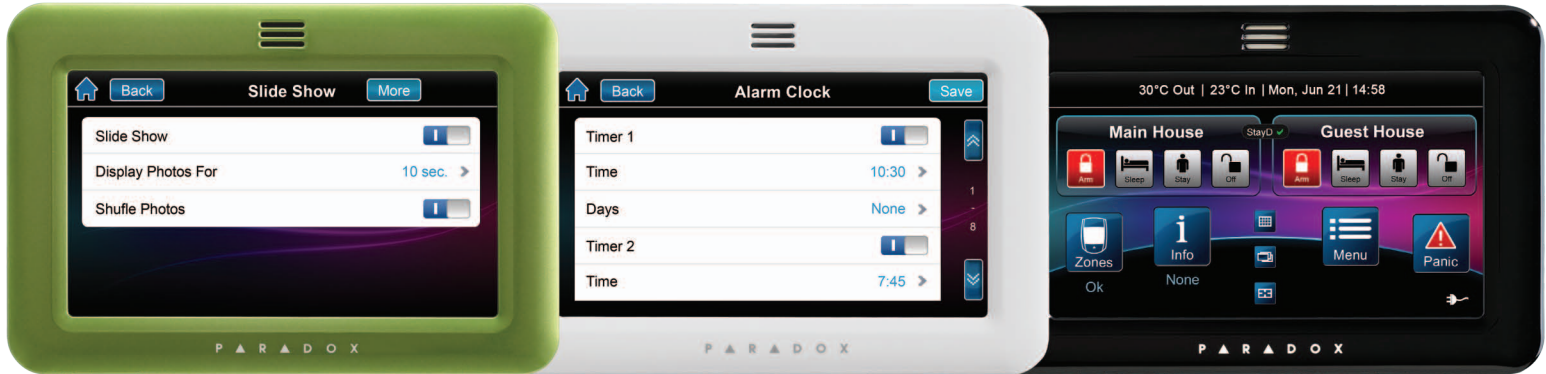 Back Slide Show More
Slide Show
Display Photos For 10 sec.
Shufle Photos
PARADOX
Back Alarm Clock Save
Timer 1
Time 10:30
Days None
Timer 2
Time 7:45
1
-
8
PARADOX
30°C Out | 23°C In | Mon, Jun 21 | 14:58
Main House StayD Guest House
Arm Sleep Stay Off Arm Sleep Stay Off
Zones Info Menu Panic
Ok None
PARADOX